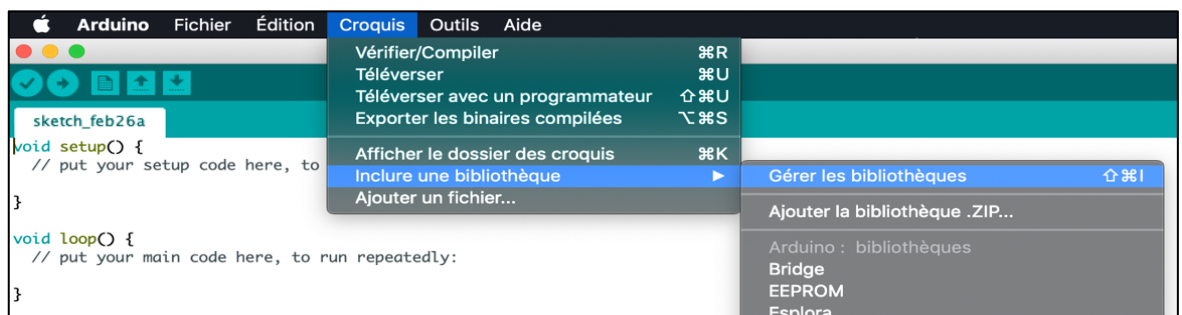 Arduino Fichier Édition Croquis Outils Aide
sketch_feb26a
void setup() {
// put your setup code here, to
}
void loop() {
// put your main code here, to run repeatedly:
}
Vérifier/Compiler ⌘R
Téléverser ⌘U
Téléverser avec un programmateur ⇧⌘U
Exporter les binaires compilées ⌥⌘S
Afficher le dossier des croquis ⌘K
Inclure une bibliothèque ▶
Ajouter un fichier...
Gérer les bibliothèques ⇧⌘I
Ajouter la bibliothèque .ZIP...
Arduino : bibliothèques
Bridge
EEPROM
Esplora